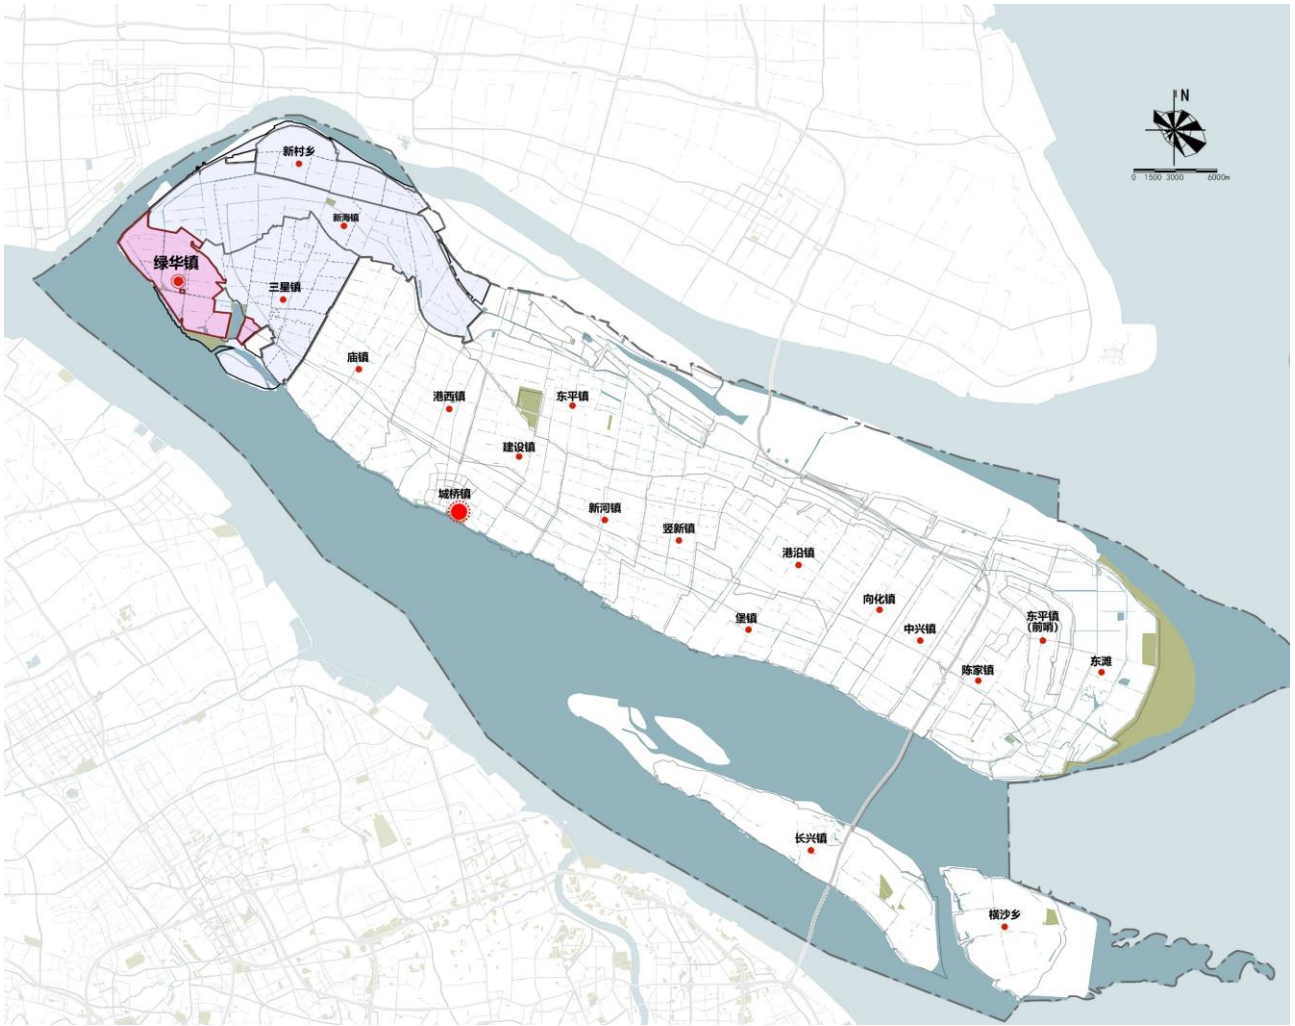 N
0 1500 3000 6000m
新村乡
新海镇
绿华镇
三星镇
庙镇
港西镇
东平镇
建设镇
城桥镇
新河镇
竖新镇
港沿镇
堡镇
向化镇
中兴镇
东平镇
(前哨)
陈家镇
东滩
长兴镇
横沙乡